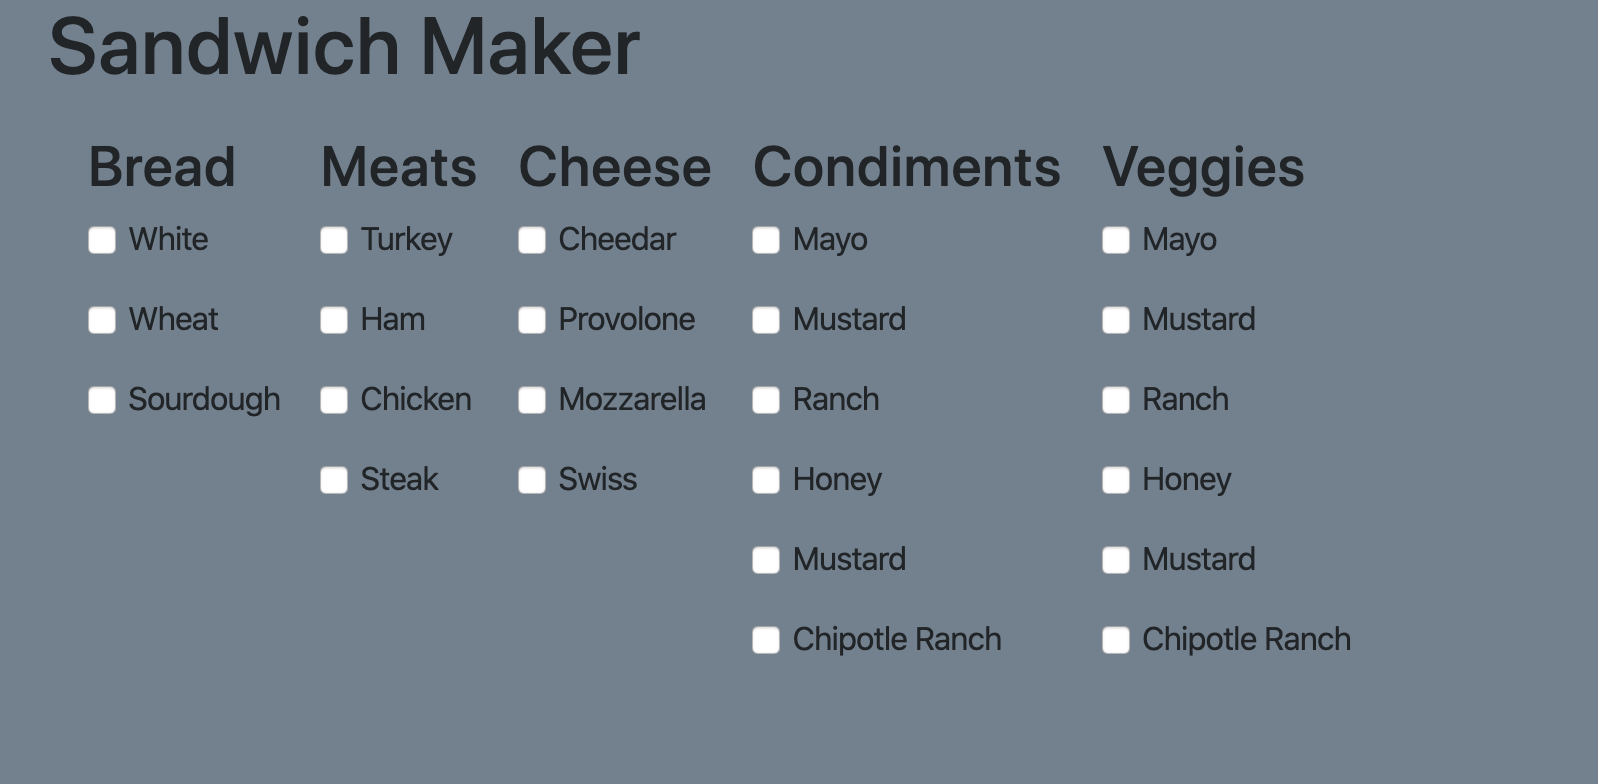 Sandwich Maker
Bread
White
Wheat
Sourdough
Meats
Turkey
Ham
Chicken
Steak
Cheese
Cheedar
Provolone
Mozzarella
Swiss
Condiments
Mayo
Mustard
Ranch
Honey
Mustard
Chipotle Ranch
Veggies
Mayo
Mustard
Ranch
Honey
Mustard
Chipotle Ranch